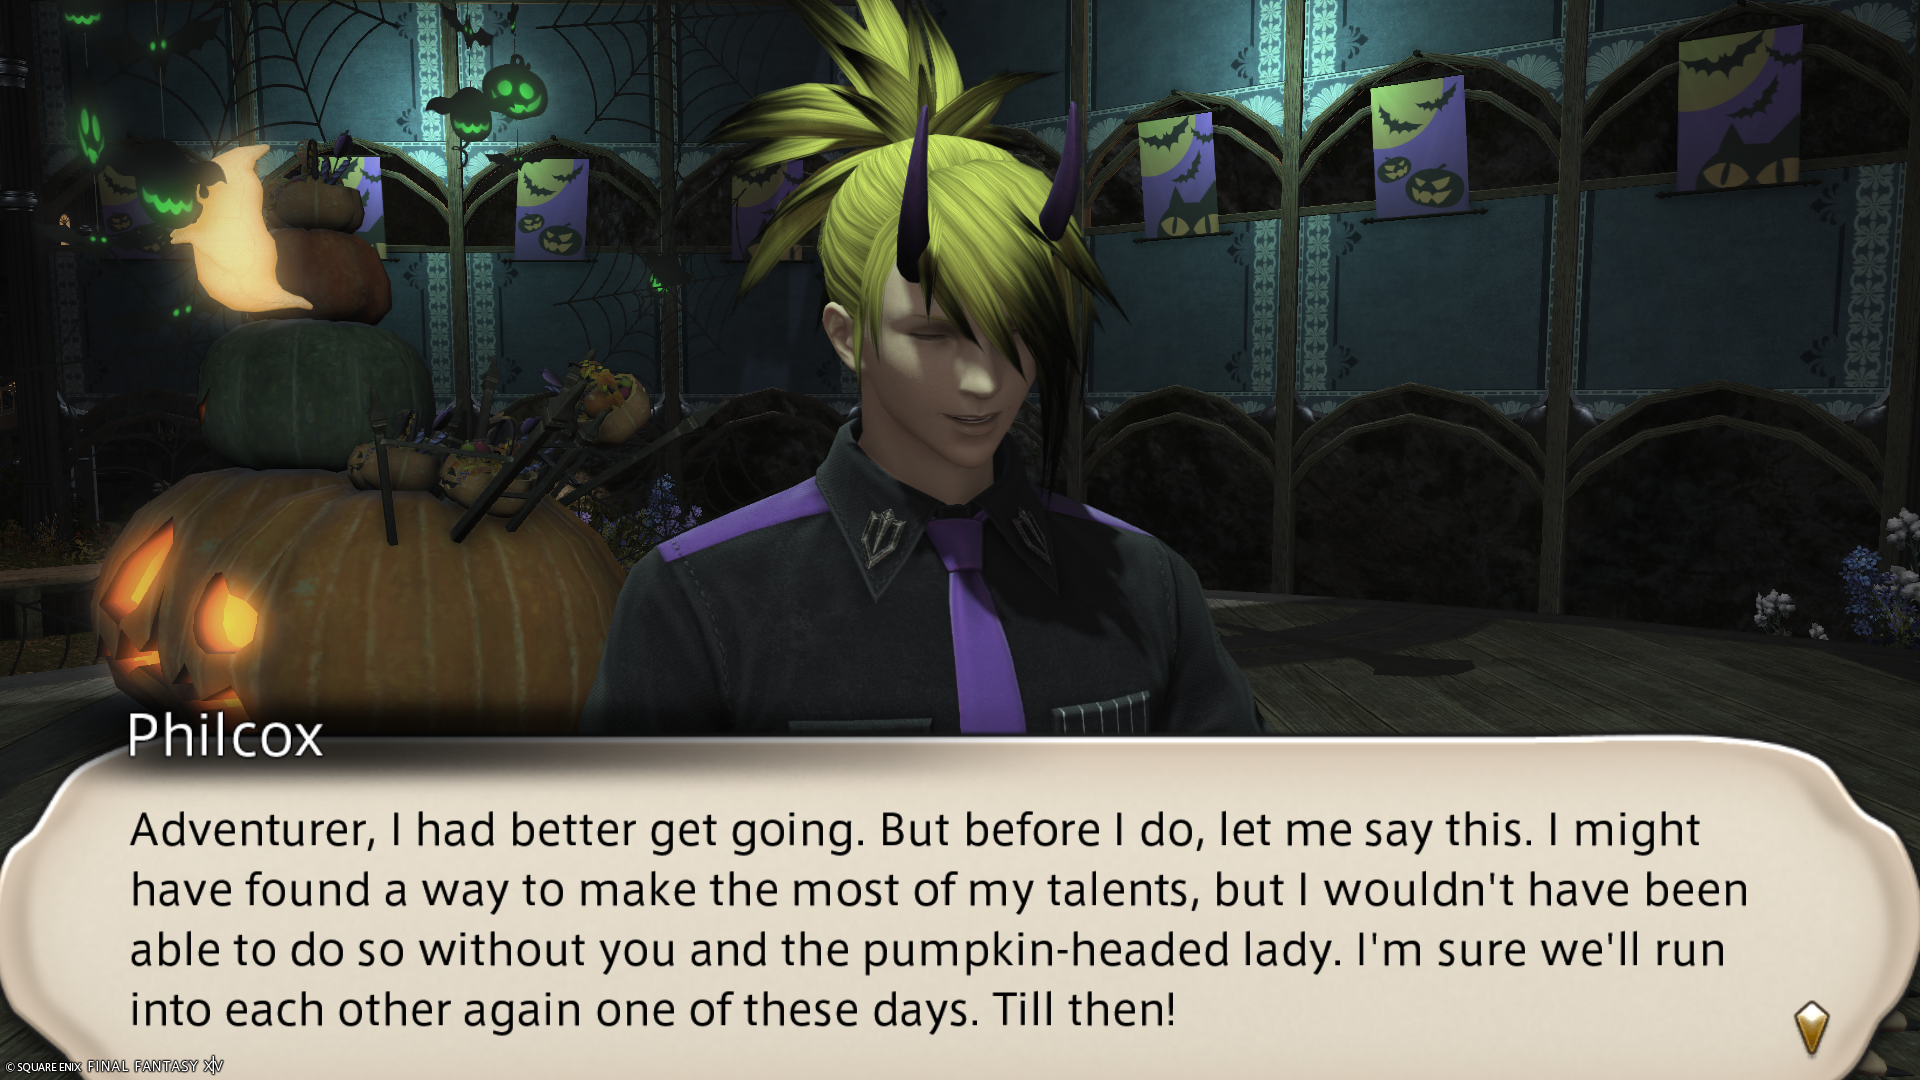 Philcox
Adventurer, I had better get going. But before I do, let me say this. I might
have found a way to make the most of my talents, but I wouldn't have been
able to do so without you and the pumpkin-headed lady. I'm sure we'll run
into each other again one of these days. Till then!
© SQUARE ENIX FINAL FANTASY XIV